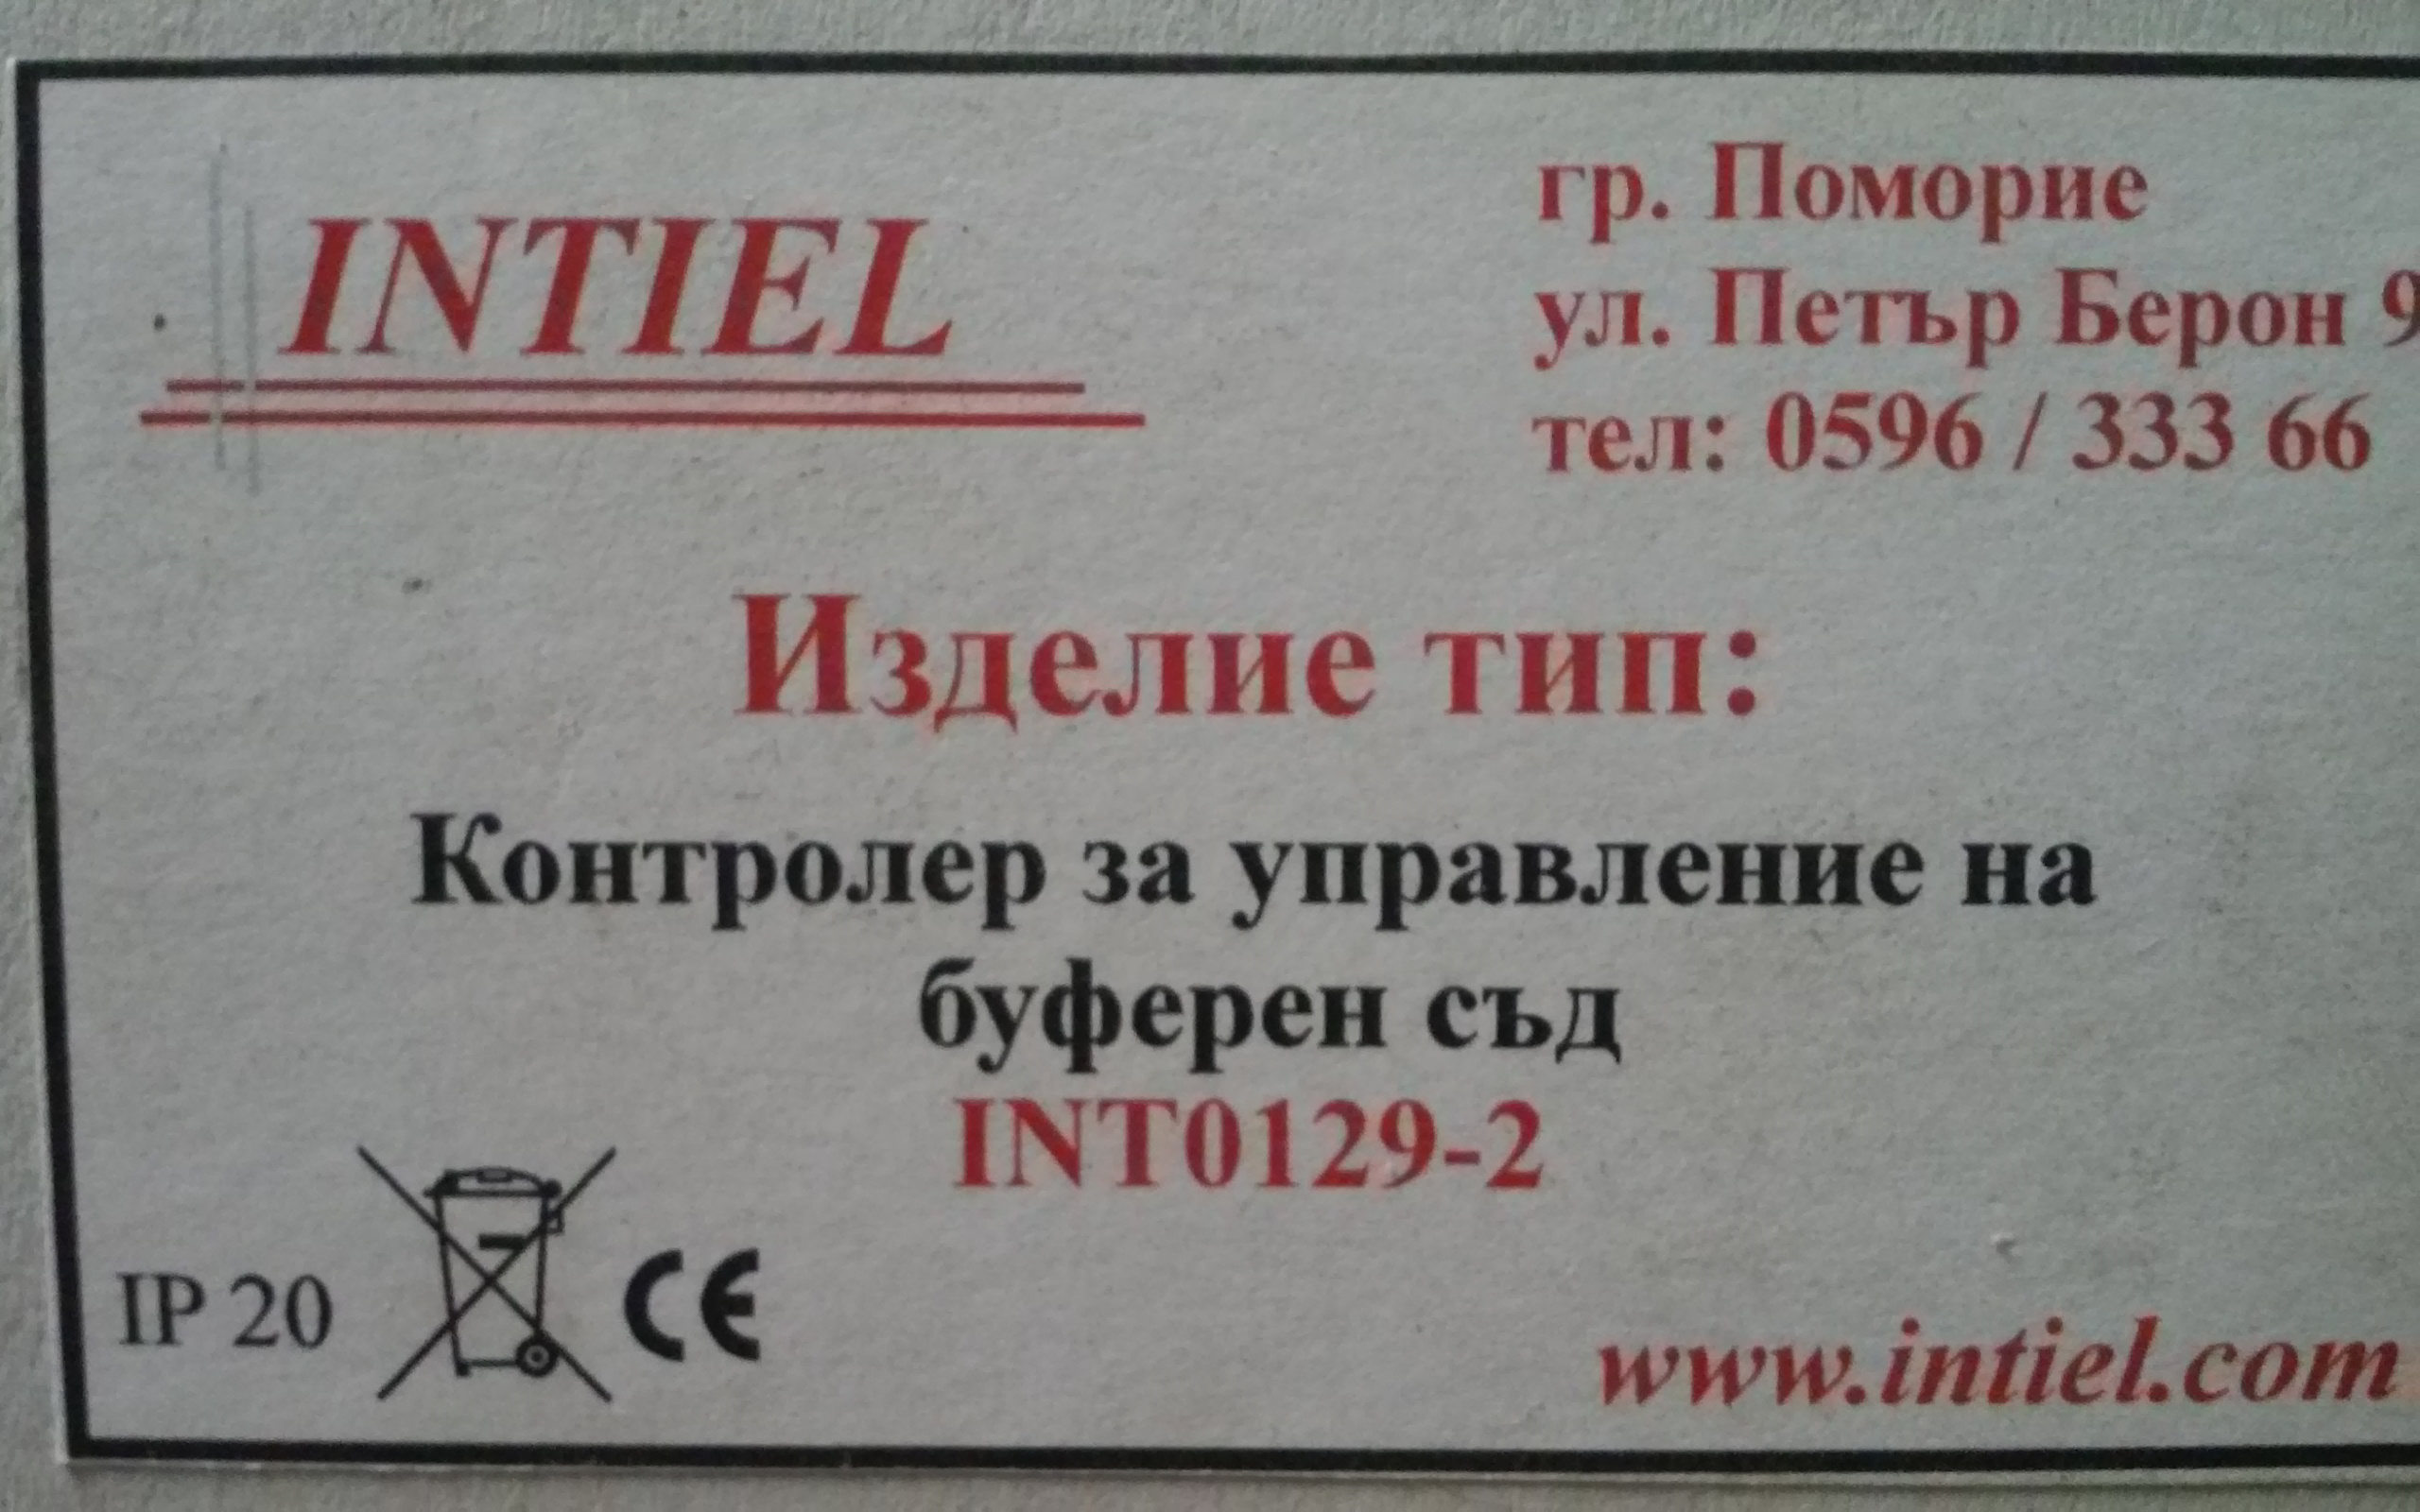 INTIEL
гр. Поморие
ул. Петър Берон 9
тел: 0596 / 333 66
Изделие тип:
Контролер за управление на
буферен съд
INT0129-2
IP 20
CE
www.intiel.com